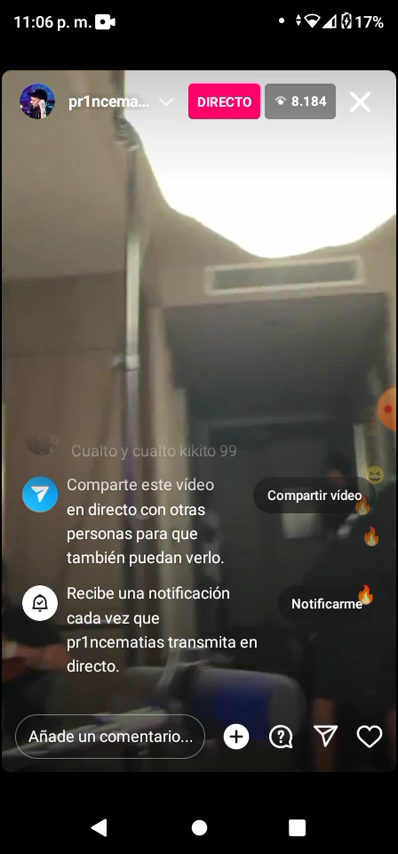 11:06 p. m.
17%
pr1ncema...
DIRECTO
8.184
Cualto y cualto kikito 99
Comparte este vídeo
en directo con otras
personas para que
también puedan verlo.
Compartir vídeo
Recibe una notificación
cada vez que
pr1ncematias transmita en
directo.
Notificarme
Añade un comentario...